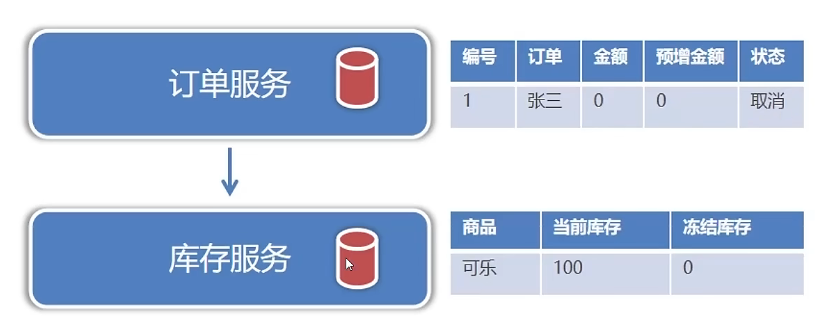 订单服务
编号 订单 金额 预增金额 状态
1 张三 0 0 取消
库存服务
商品 当前库存 冻结库存
可乐 100 0